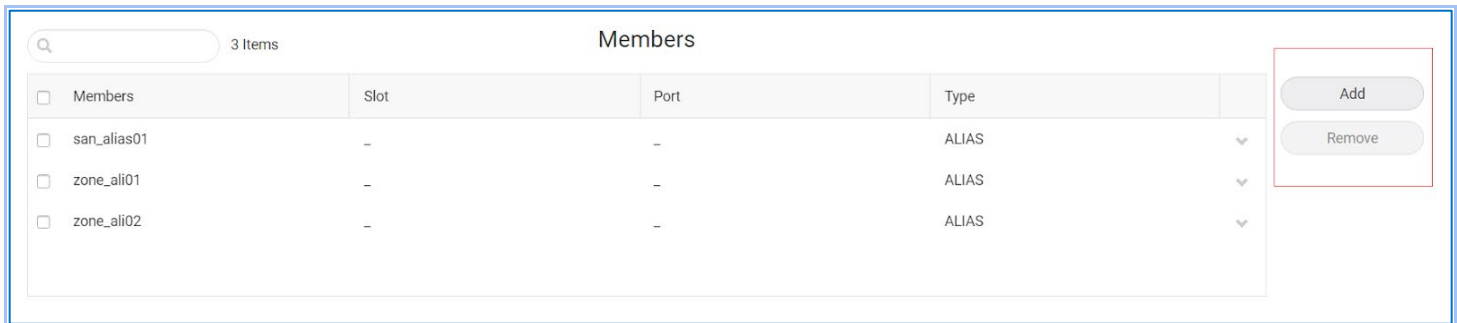 3 Items Members
Members Slot Port Type Add
san_alias01 _ _ ALIAS Remove
zone_ali01 _ _ ALIAS
zone_ali02 _ _ ALIAS